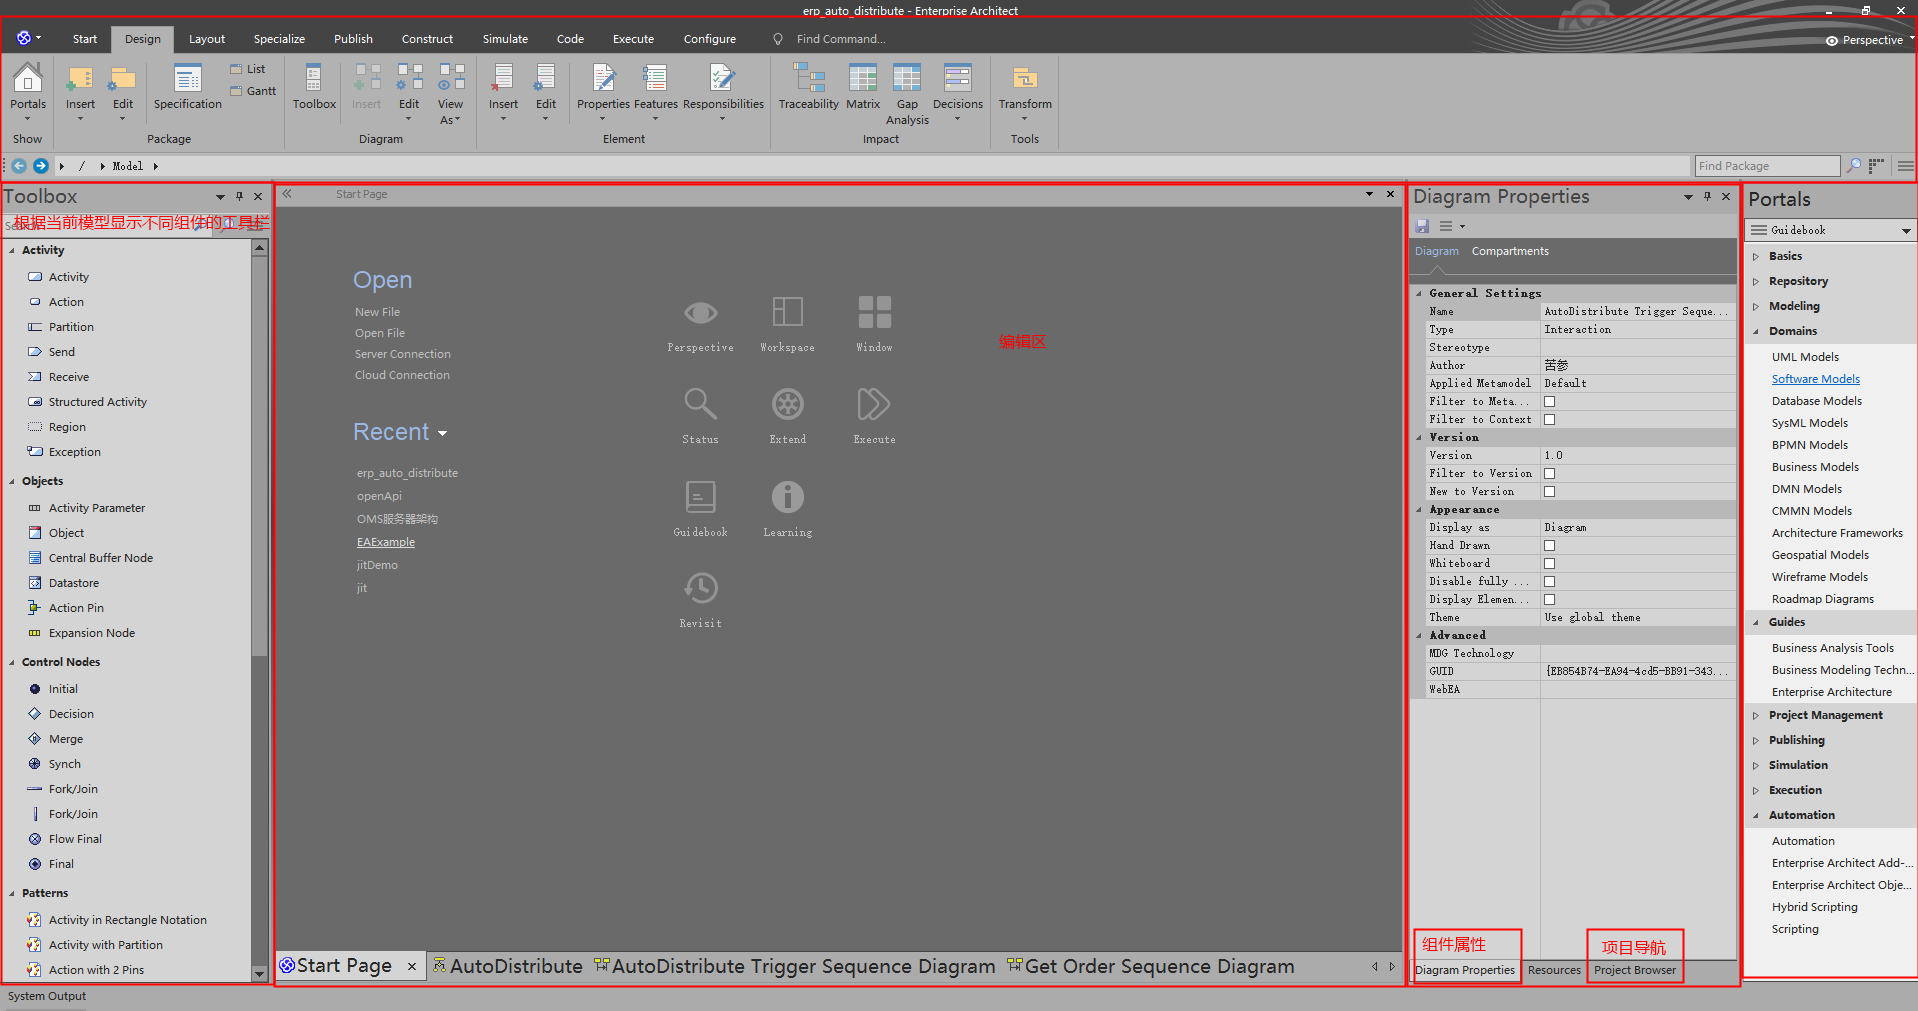 erp_auto_distribute - Enterprise Architect
Start Design Layout Specialize Publish Construct Simulate Code Execute Configure Find Command... Perspective
Portals Insert Edit Specification List Gantt Toolbox Insert Edit View As Insert Edit Properties Features Responsibilities Traceability Matrix Gap Analysis Decisions Transform
Show Package Diagram Element Impact Tools
/ Model Find Package
Toolbox
根据当前模型显示不同组件的工具栏
Activity
Activity
Action
Partition
Send
Receive
Structured Activity
Region
Exception
Objects
Activity Parameter
Object
Central Buffer Node
Datastore
Action Pin
Expansion Node
Control Nodes
Initial
Decision
Merge
Synch
Fork/Join
Fork/Join
Flow Final
Final
Patterns
Activity in Rectangle Notation
Activity with Partition
Action with 2 Pins
System Output
Start Page
Open
New File
Open File
Server Connection
Cloud Connection
Recent
erp_auto_distribute
openApi
OMS服务器架构
EAExample
jitDemo
jit
Perspective Workspace Window
Status Extend Execute
Guidebook Learning
Revisit
编辑区
Start Page AutoDistribute AutoDistribute Trigger Sequence Diagram Get Order Sequence Diagram
Diagram Properties
Diagram Compartments
General Settings
Name AutoDistribute Trigger Seque...
Type Interaction
Stereotype
Author 苦参
Applied Metamodel Default
Filter to Meta...
Filter to Context
Version
Version 1.0
Filter to Version
New to Version
Appearance
Display as Diagram
Hand Drawn
Whiteboard
Disable fully ...
Display Elemen...
Theme Use global theme
Advanced
MDG Technology
GUID {EB854B74-EA94-4cd5-BB91-343...
WebEA
组件属性 项目导航
Diagram Properties Resources Project Browser
Portals
Guidebook
Basics
Repository
Modeling
Domains
UML Models
Software Models
Database Models
SysML Models
BPMN Models
Business Models
DMN Models
CMMN Models
Architecture Frameworks
Geospatial Models
Wireframe Models
Roadmap Diagrams
Guides
Business Analysis Tools
Business Modeling Techn...
Enterprise Architecture
Project Management
Publishing
Simulation
Execution
Automation
Automation
Enterprise Architect Add-...
Enterprise Architect Obje...
Hybrid Scripting
Scripting